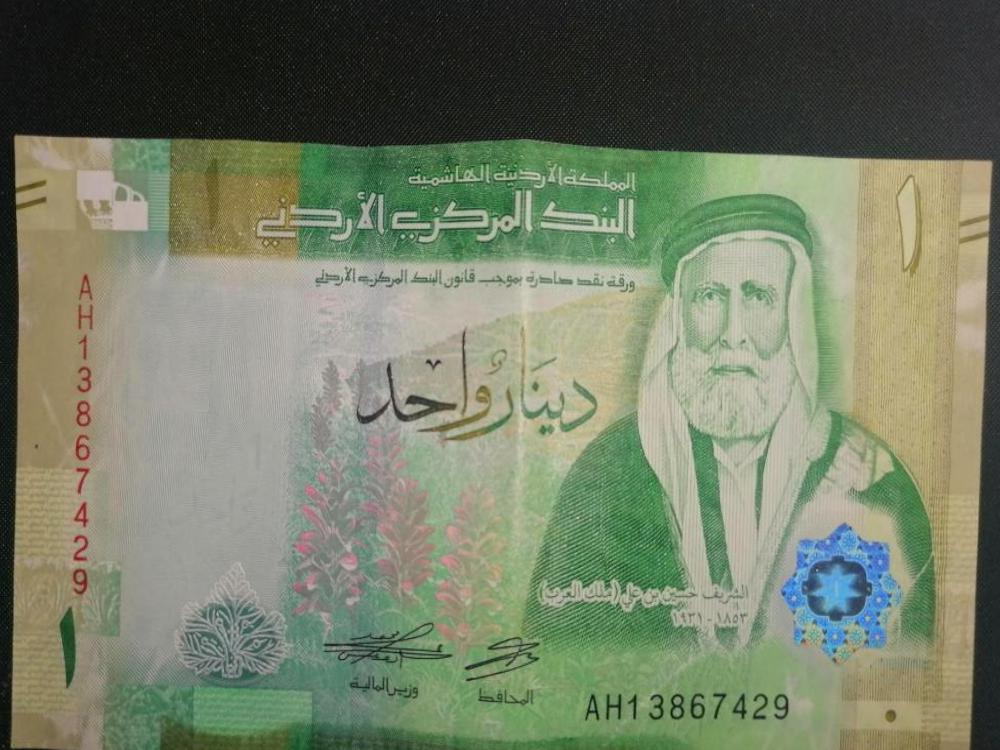 المملكة الأردنية الهاشمية
البنك المركزي الأردني
ورقة نقد صادرة بموجب قانون البنك المركزي الأردني
١
دينار واحد
AH13867429
الشريف حسين بن علي (ملك العرب)
١٨٥٣ - ١٩٣١
وزير المالية
المحافظ
١
AH13867429